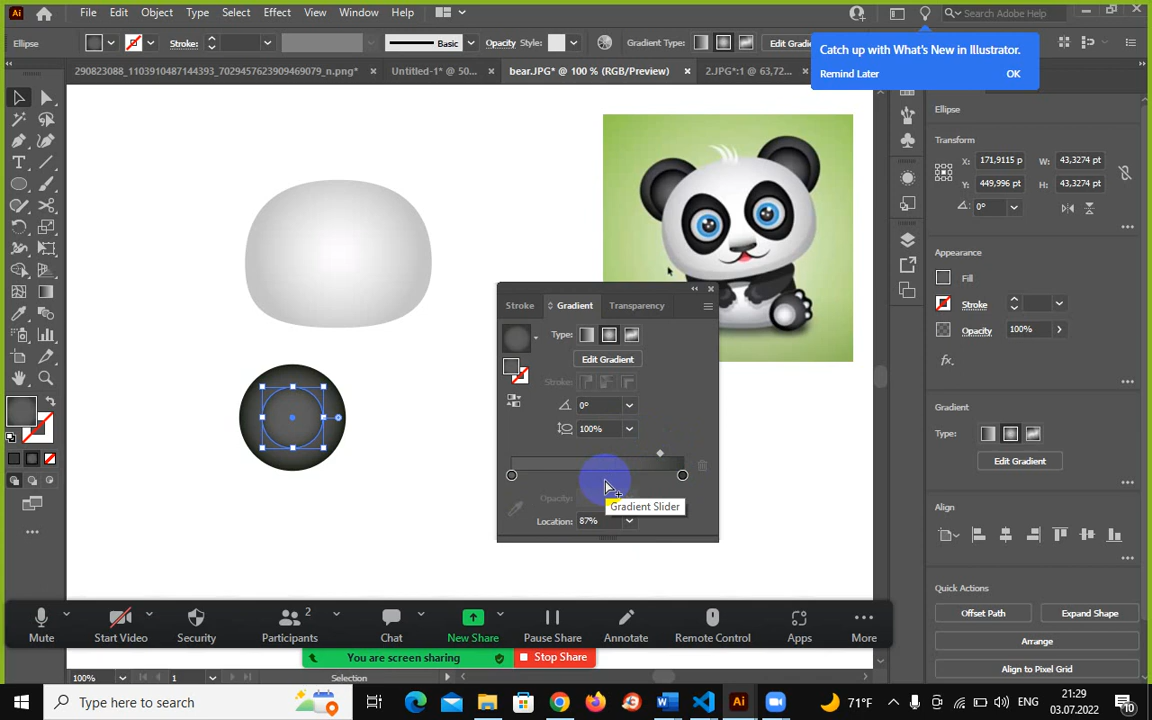 Ai File Edit Object Type Select Effect View Window Help Search Adobe Help
Ellipse Stroke: Basic Opacity Style: Gradient Type: Edit Gradi
Catch up with What's New in Illustrator.
Remind Later OK
290823088_1103910487144393_7029457623909469079_n.png* × Untitled-1* @ 50... × bear.JPG* @ 100 % (RGB/Preview) × 2.JPG*:1 @ 63,72... ×
Ellipse
Transform
X: 171,9115 p W: 43,3274 pt
Y: 449,996 pt H: 43,3274 pt
0°
Appearance
Fill
Stroke
Opacity 100%
fx.
Gradient
Type:
Edit Gradient
Align
Quick Actions
Offset Path Expand Shape
Arrange
Align to Pixel Grid
Stroke Gradient Transparency
Type:
Edit Gradient
Stroke:
0°
100%
Opacity:
Gradient Slider
Location: 87%
2
Mute Start Video Security Participants Chat New Share Pause Share Annotate Remote Control Apps More
You are screen sharing Stop Share
100% 1 Selection
Type here to search Ai 71°F ENG 21:29
03.07.2022 10